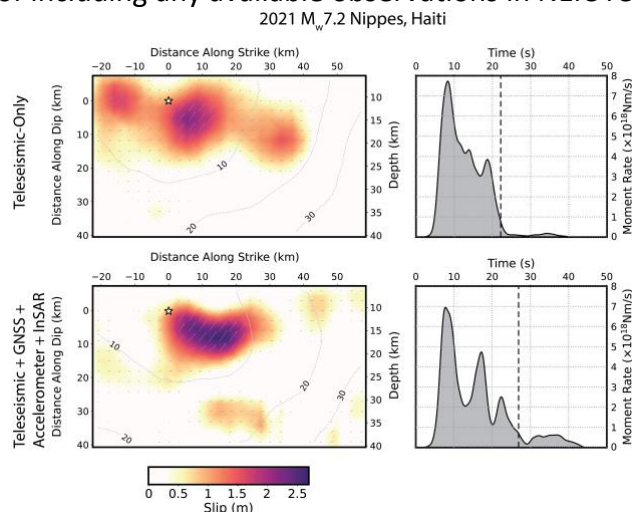 including any available observations in
2021 Mw7.2 Nippes, Haiti
Teleseismic-Only
Distance Along Strike (km)
−20 −10 0 10 20 30 40 50
Distance Along Dip (km)
0
10
20
30
40
10
20
30
10
15
20
25
30
35
40
Depth (km)
Time (s)
0 10 20 30 40 50
8
7
6
5
4
3
2
1
0
Moment Rate (×10¹⁸Nm/s)
Teleseismic + GNSS +
Accelerometer + InSAR
Distance Along Strike (km)
−20 −10 0 10 20 30 40 50
Distance Along Dip (km)
0
10
20
30
40
10
20
20
30
10
15
20
25
30
35
40
Depth (km)
Time (s)
0 10 20 30 40 50
8
7
6
5
4
3
2
1
0
Moment Rate (×10¹⁸Nm/s)
0 0.5 1 1.5 2 2.5
Slip (m)